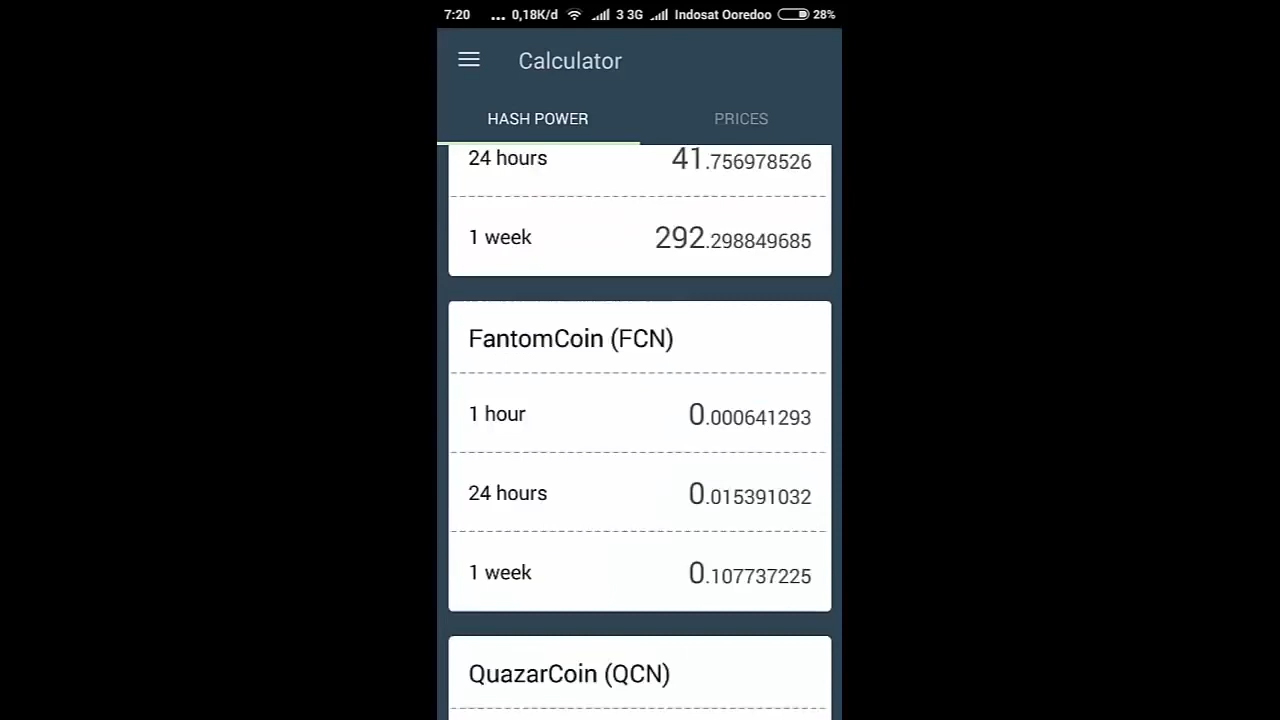 7:20 ... 0,18K/d 3 3G Indosat Ooredoo 28%
Calculator
HASH POWER PRICES
24 hours 41.756978526
1 week 292.298849685
FantomCoin (FCN)
1 hour 0.000641293
24 hours 0.015391032
1 week 0.107737225
QuazarCoin (QCN)